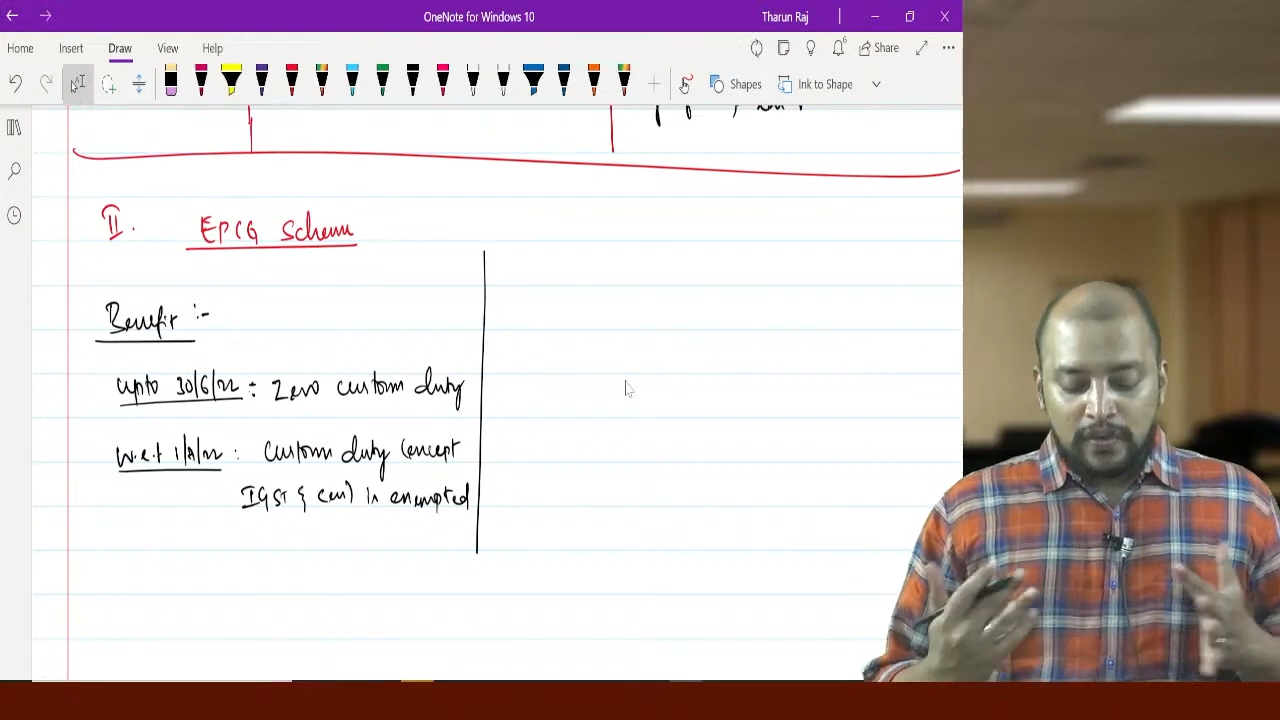 OneNote for Windows 10
Tharun Raj
Home Insert Draw View Help
6
Share
Shapes
Ink to Shape
II. EPCG Scheme
Benefit :-
upto 30/6/22 : Zero custom duty
w.e.f 1/7/22 : Custom duty (except
IGST & cess) is exempted